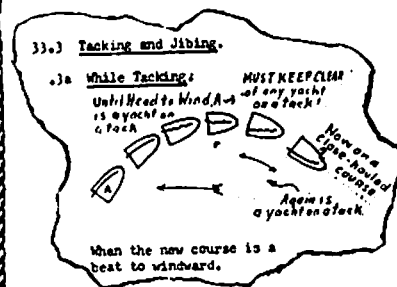 33.3 Tacking and Jibing.
.3a While Tacking:
Until Head to Wind, A
is a yacht on
a tack
MUST KEEP CLEAR
of any yacht
on a tack!
Now on a
close-hauled
course
A
Again is
a yacht on a tack.
When the new course is a
beat to windward.